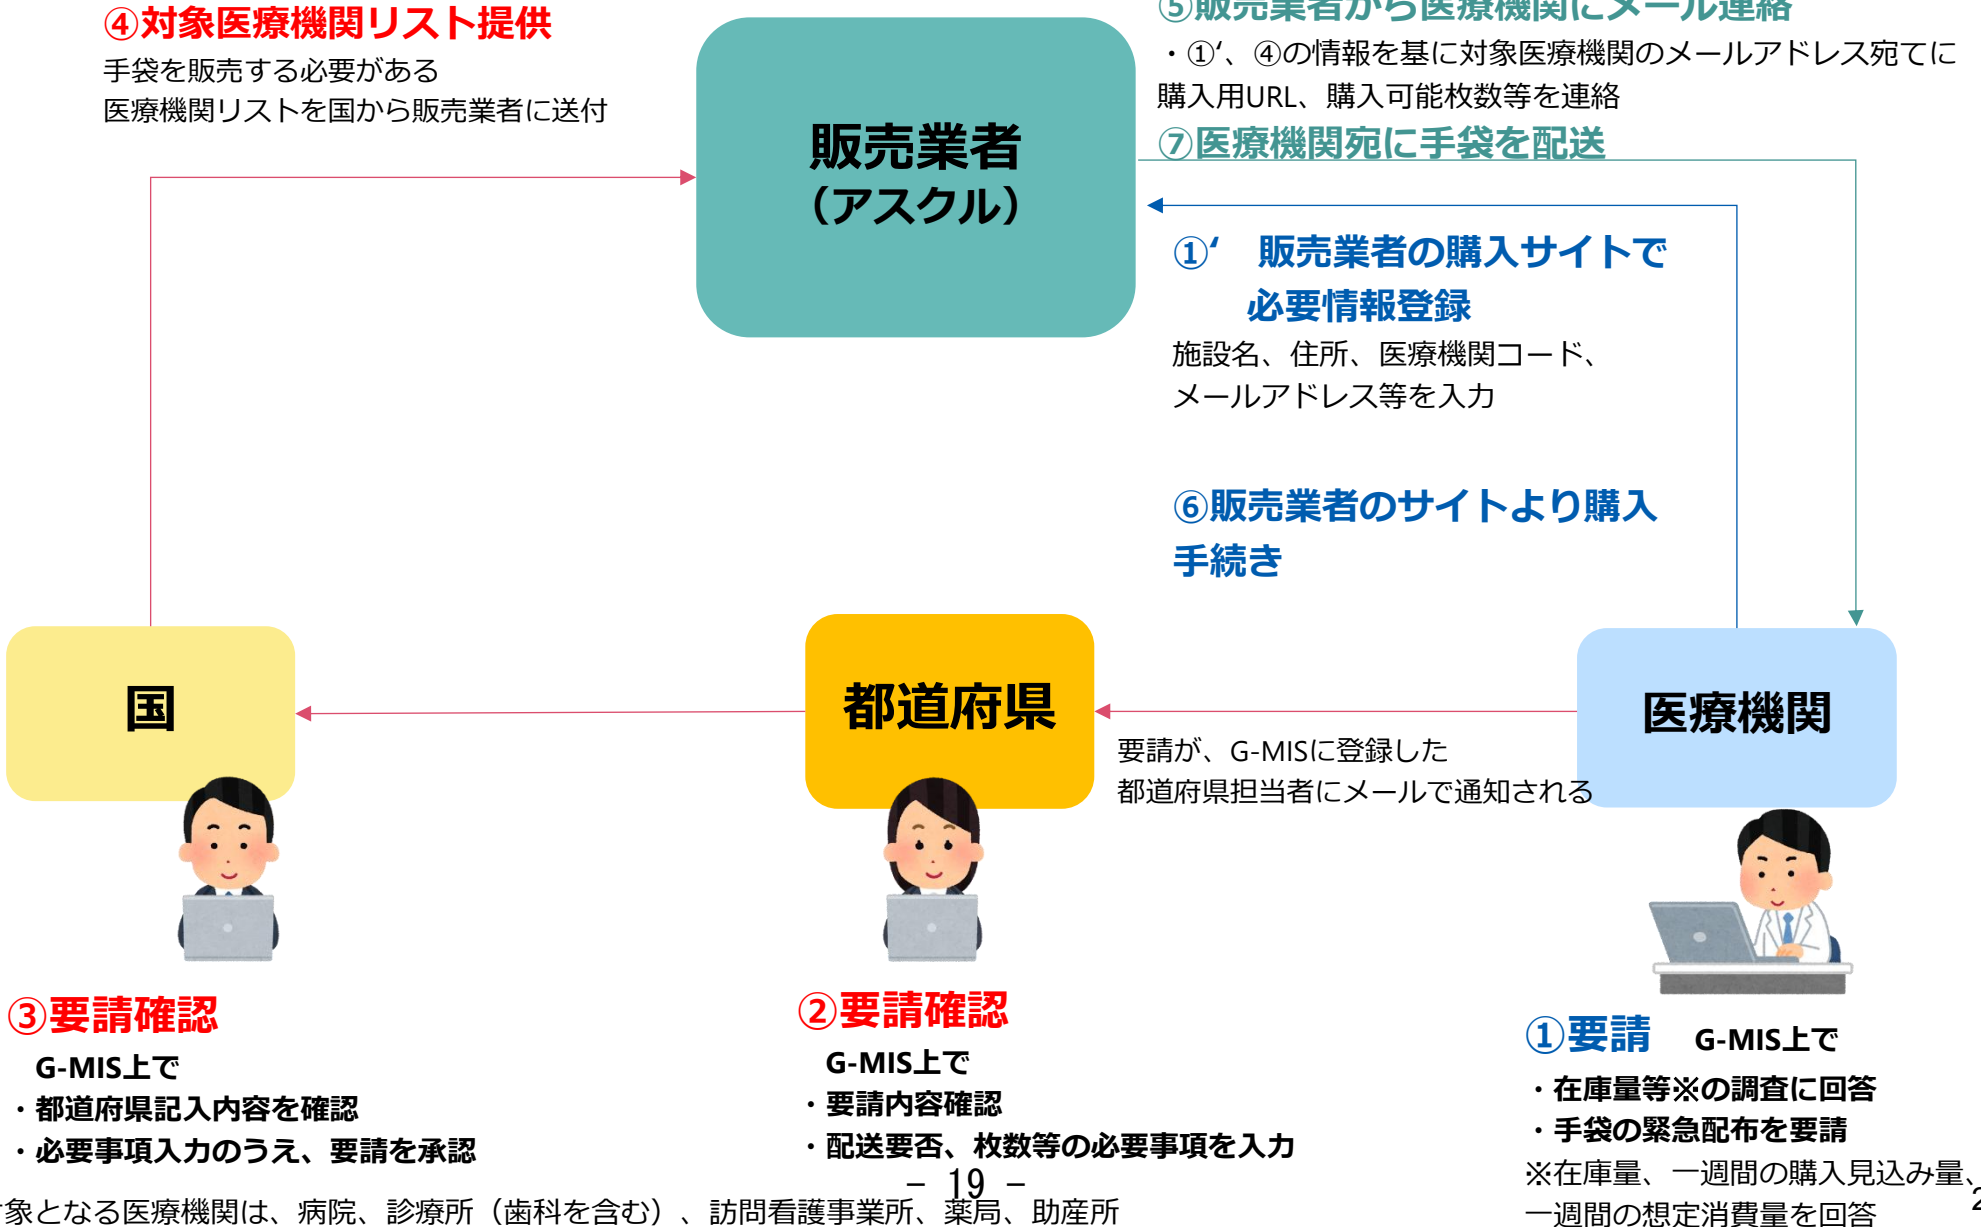 ④対象医療機関リスト提供
手袋を販売する必要がある
医療機関リストを国から販売業者に送付
販売業者
（アスクル）
⑤販売業者から医療機関にメール連絡
・①‘、④の情報を基に対象医療機関のメールアドレス宛てに
購入用URL、購入可能枚数等を連絡
⑦医療機関宛に手袋を配送
①‘　販売業者の購入サイトで
必要情報登録
施設名、住所、医療機関コード、
メールアドレス等を入力
⑥販売業者のサイトより購入
手続き
国
都道府県
医療機関
要請が、G-MISに登録した
都道府県担当者にメールで通知される
③要請確認
G-MIS上で
・都道府県記入内容を確認
・必要事項入力のうえ、要請を承認
②要請確認
G-MIS上で
・要請内容確認
・配送要否、枚数等の必要事項を入力
①要請　G-MIS上で
・在庫量等※の調査に回答
・手袋の緊急配布を要請
※在庫量、一週間の購入見込み量、
一週間の想定消費量を回答
− 19 −
象となる医療機関は、病院、診療所（歯科を含む）、訪問看護事業所、薬局、助産所